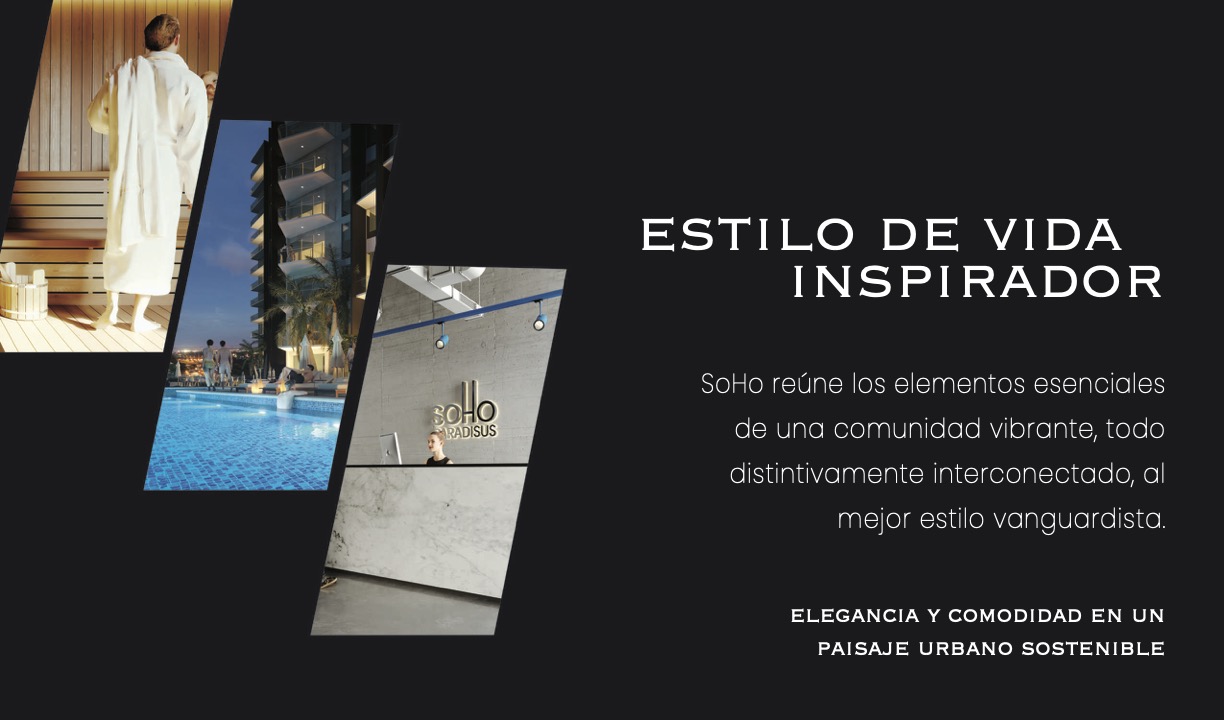 soHo
PARADISUS
ESTILO DE VIDA
INSPIRADOR
SoHo reúne los elementos esenciales
de una comunidad vibrante, todo
distintivamente interconectado, al
mejor estilo vanguardista.
ELEGANCIA Y COMODIDAD EN UN
PAISAJE URBANO SOSTENIBLE